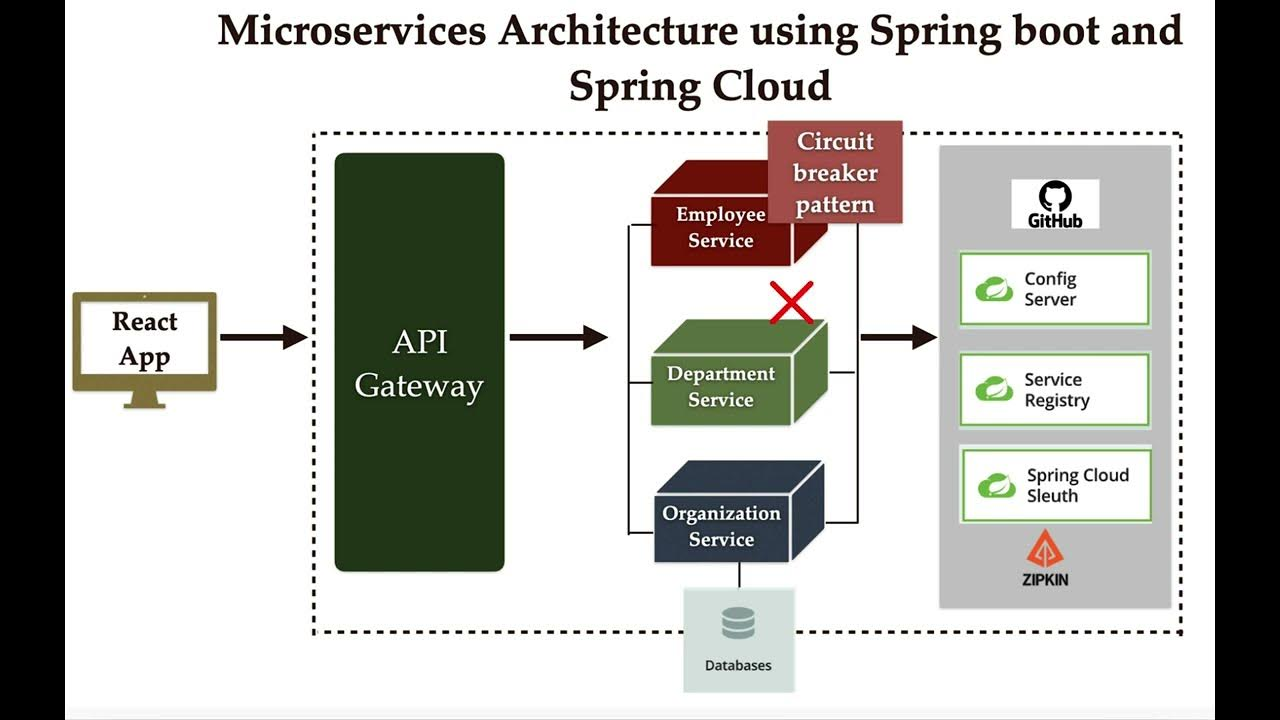 Microservices Architecture using Spring boot and
Spring Cloud
React
App
API
Gateway
Employee
Service
Circuit
breaker
pattern
Department
Service
Organization
Service
Databases
GitHub
Config
Server
Service
Registry
Spring Cloud
Sleuth
ZIPKIN